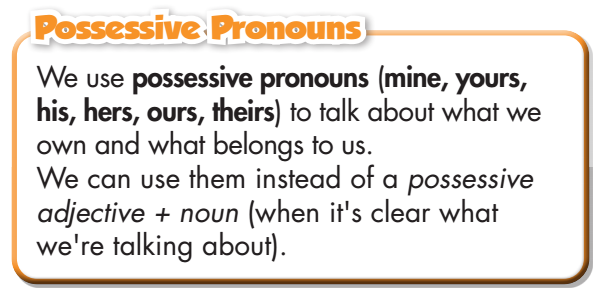 Possessive Pronouns
We use possessive pronouns (mine, yours,
his, hers, ours, theirs) to talk about what we
own and what belongs to us.
We can use them instead of a possessive
adjective + noun (when it's clear what
we're talking about).